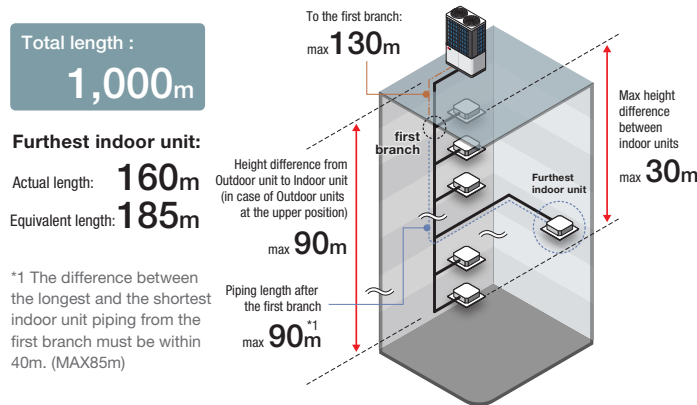 Total length :
1,000m
Furthest indoor unit:
Actual length: 160m
Equivalent length: 185m
*1 The difference between
the longest and the shortest
indoor unit piping from the
first branch must be within
40m. (MAX85m)
To the first branch:
max 130m
first
branch
Height difference from
Outdoor unit to Indoor unit
(in case of Outdoor units
at the upper position)
max 90m
Piping length after
the first branch
max 90m*1
Furthest
indoor unit
Max height
difference
between
indoor units
max 30m